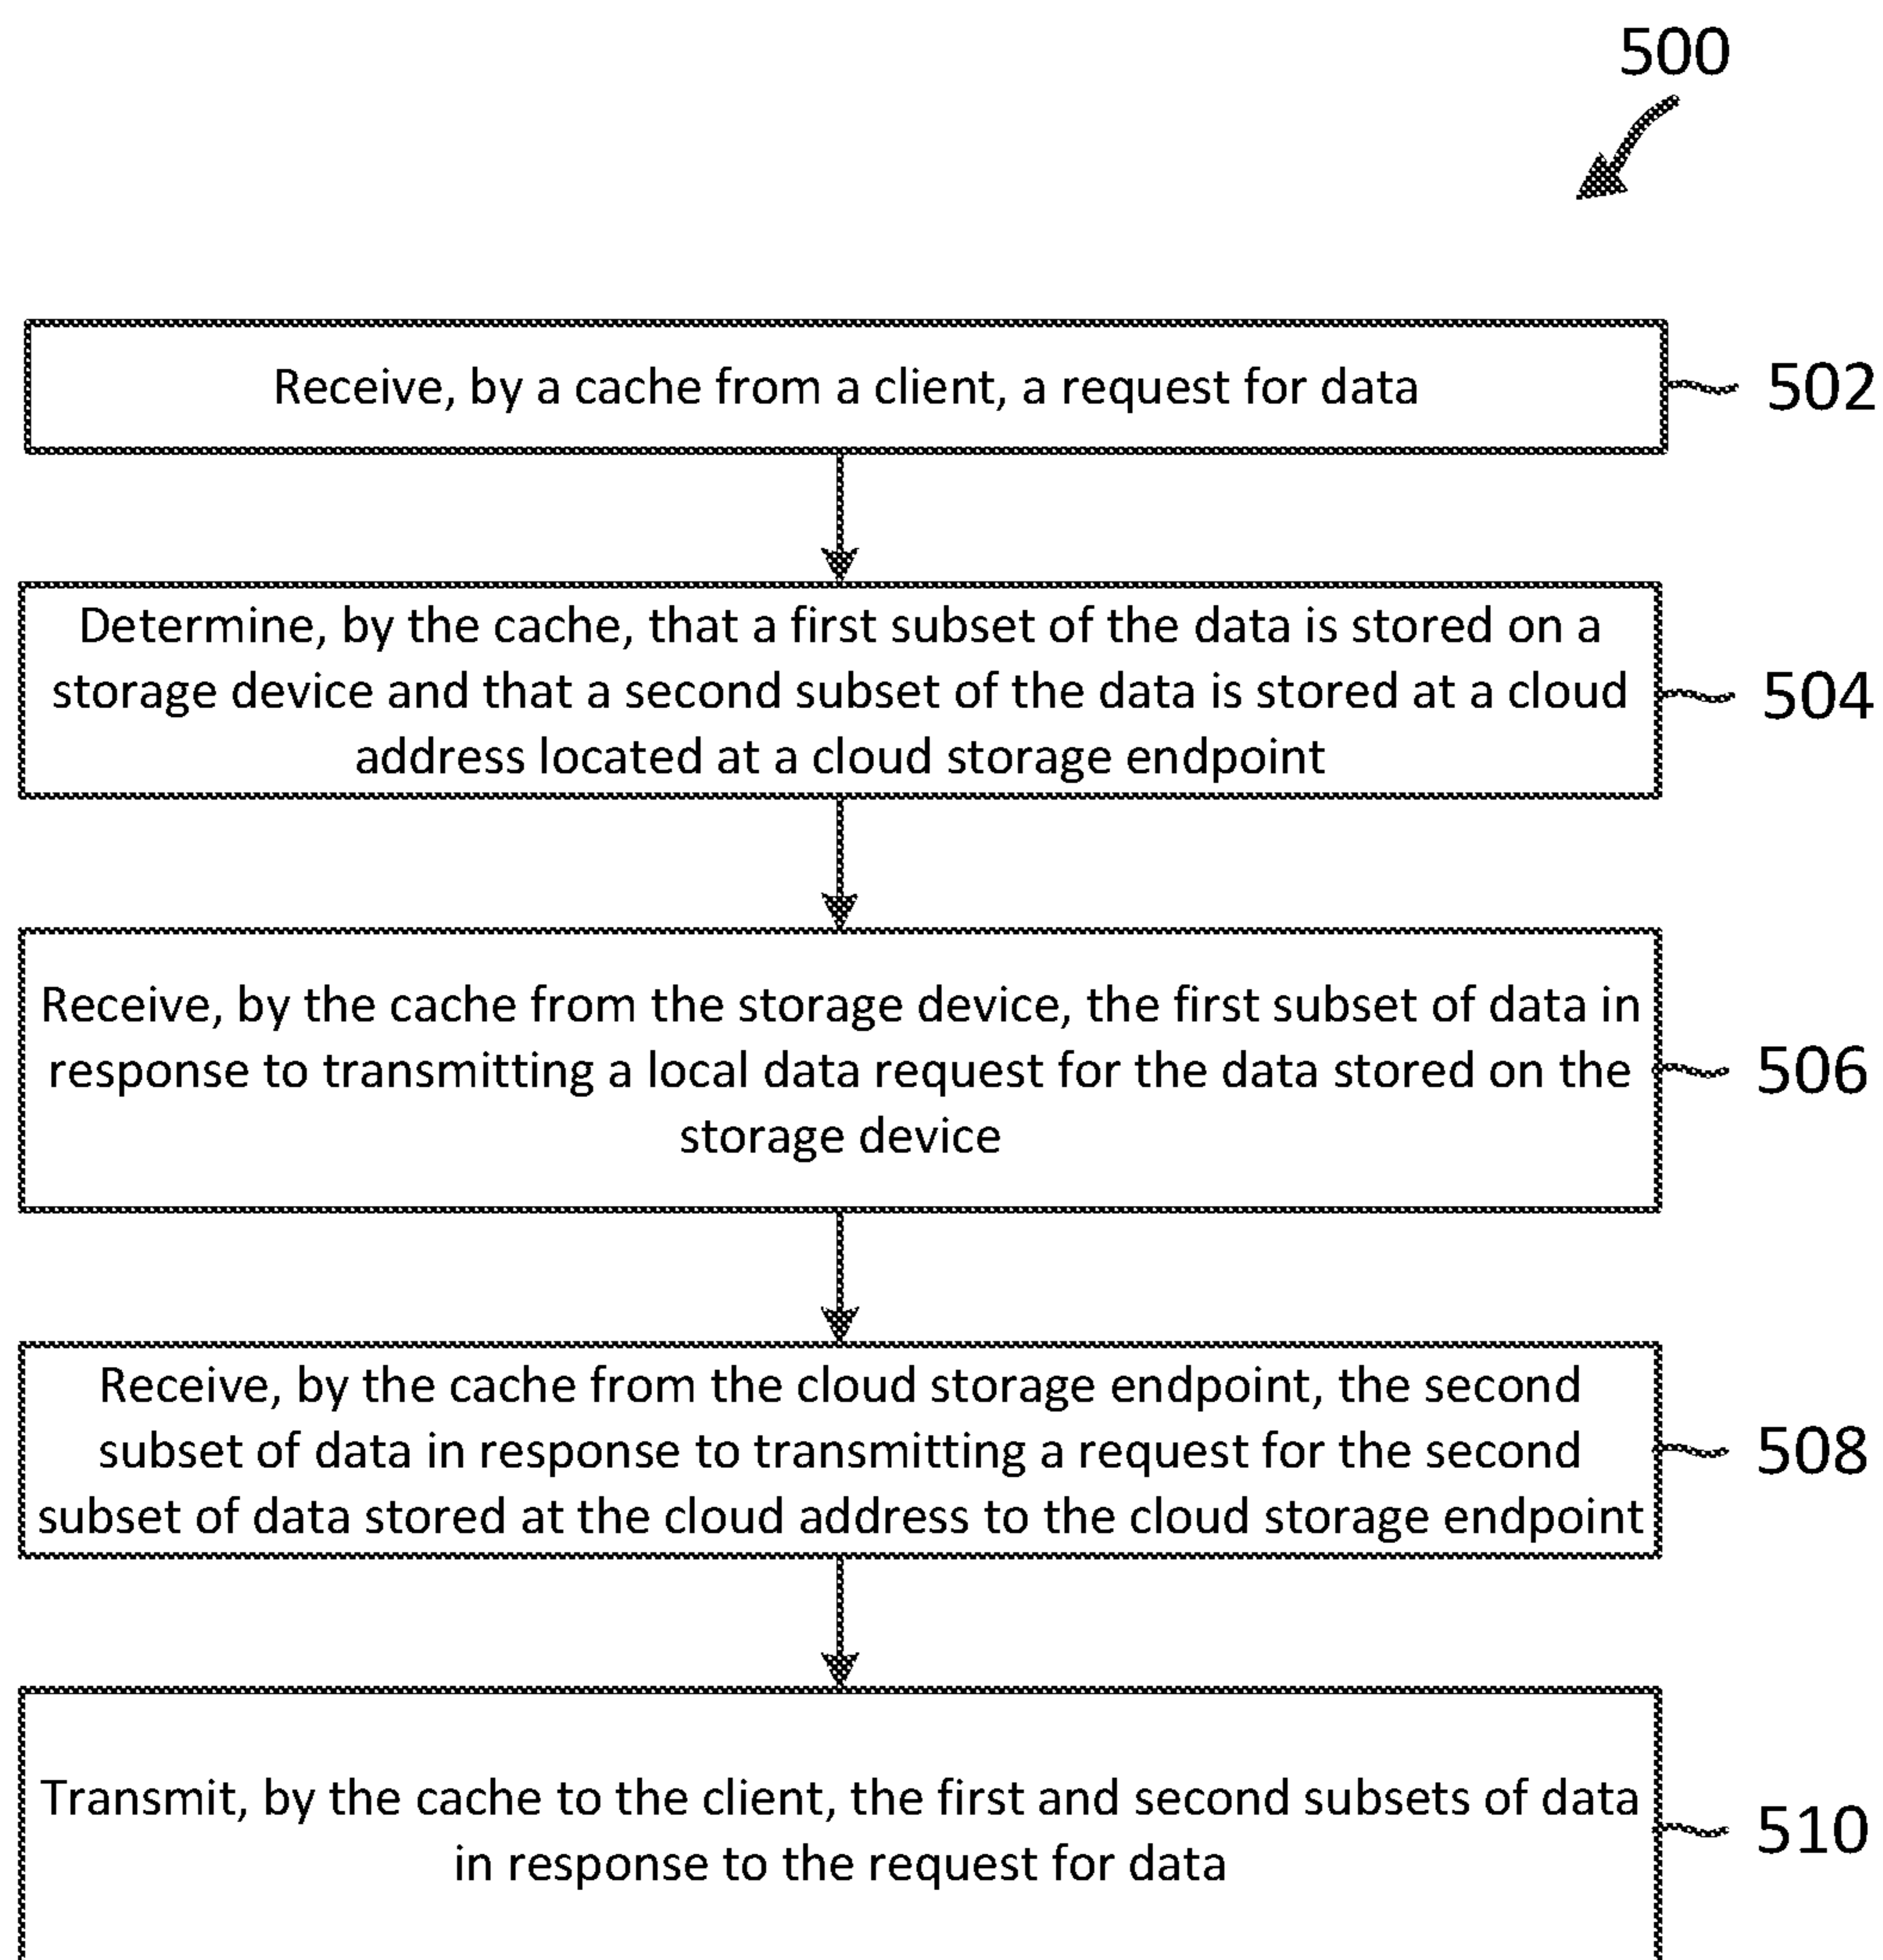 500
Receive, by a cache from a client, a request for data
502
Determine, by the cache, that a first subset of the data is stored on a
storage device and that a second subset of the data is stored at a cloud
address located at a cloud storage endpoint
504
Receive, by the cache from the storage device, the first subset of data in
response to transmitting a local data request for the data stored on the
storage device
506
Receive, by the cache from the cloud storage endpoint, the second
subset of data in response to transmitting a request for the second
subset of data stored at the cloud address to the cloud storage endpoint
508
Transmit, by the cache to the client, the first and second subsets of data
in response to the request for data
510